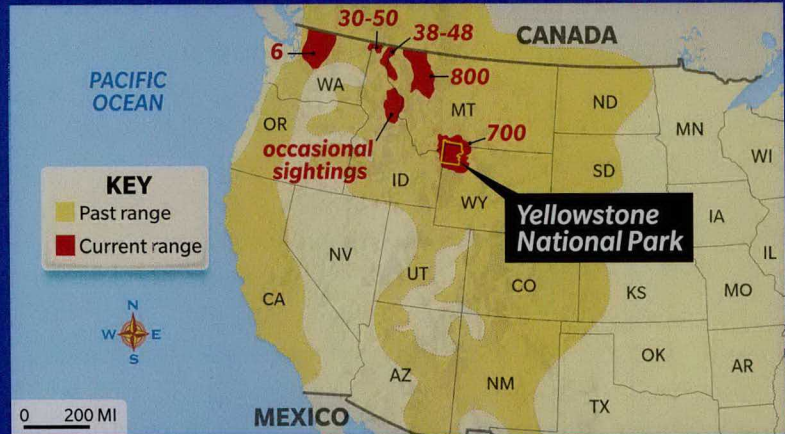 30-50
38-48
CANADA
6
800
PACIFIC
OCEAN
WA
MT
ND
MN
OR
700
WI
occasional
sightings
ID
SD
KEY
Past range
Current range
WY
Yellowstone
National Park
IA
IL
NV
UT
CO
KS
MO
CA
N
W
E
S
OK
AR
AZ
NM
TX
0 200 MI
MEXICO